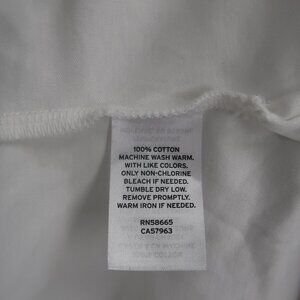 100% COTTON
MACHINE WASH WARM.
WITH LIKE COLORS.
ONLY NON-CHLORINE
BLEACH IF NEEDED.
TUMBLE DRY LOW.
REMOVE PROMPTLY.
WARM IRON IF NEEDED.
RN58665
CA57963